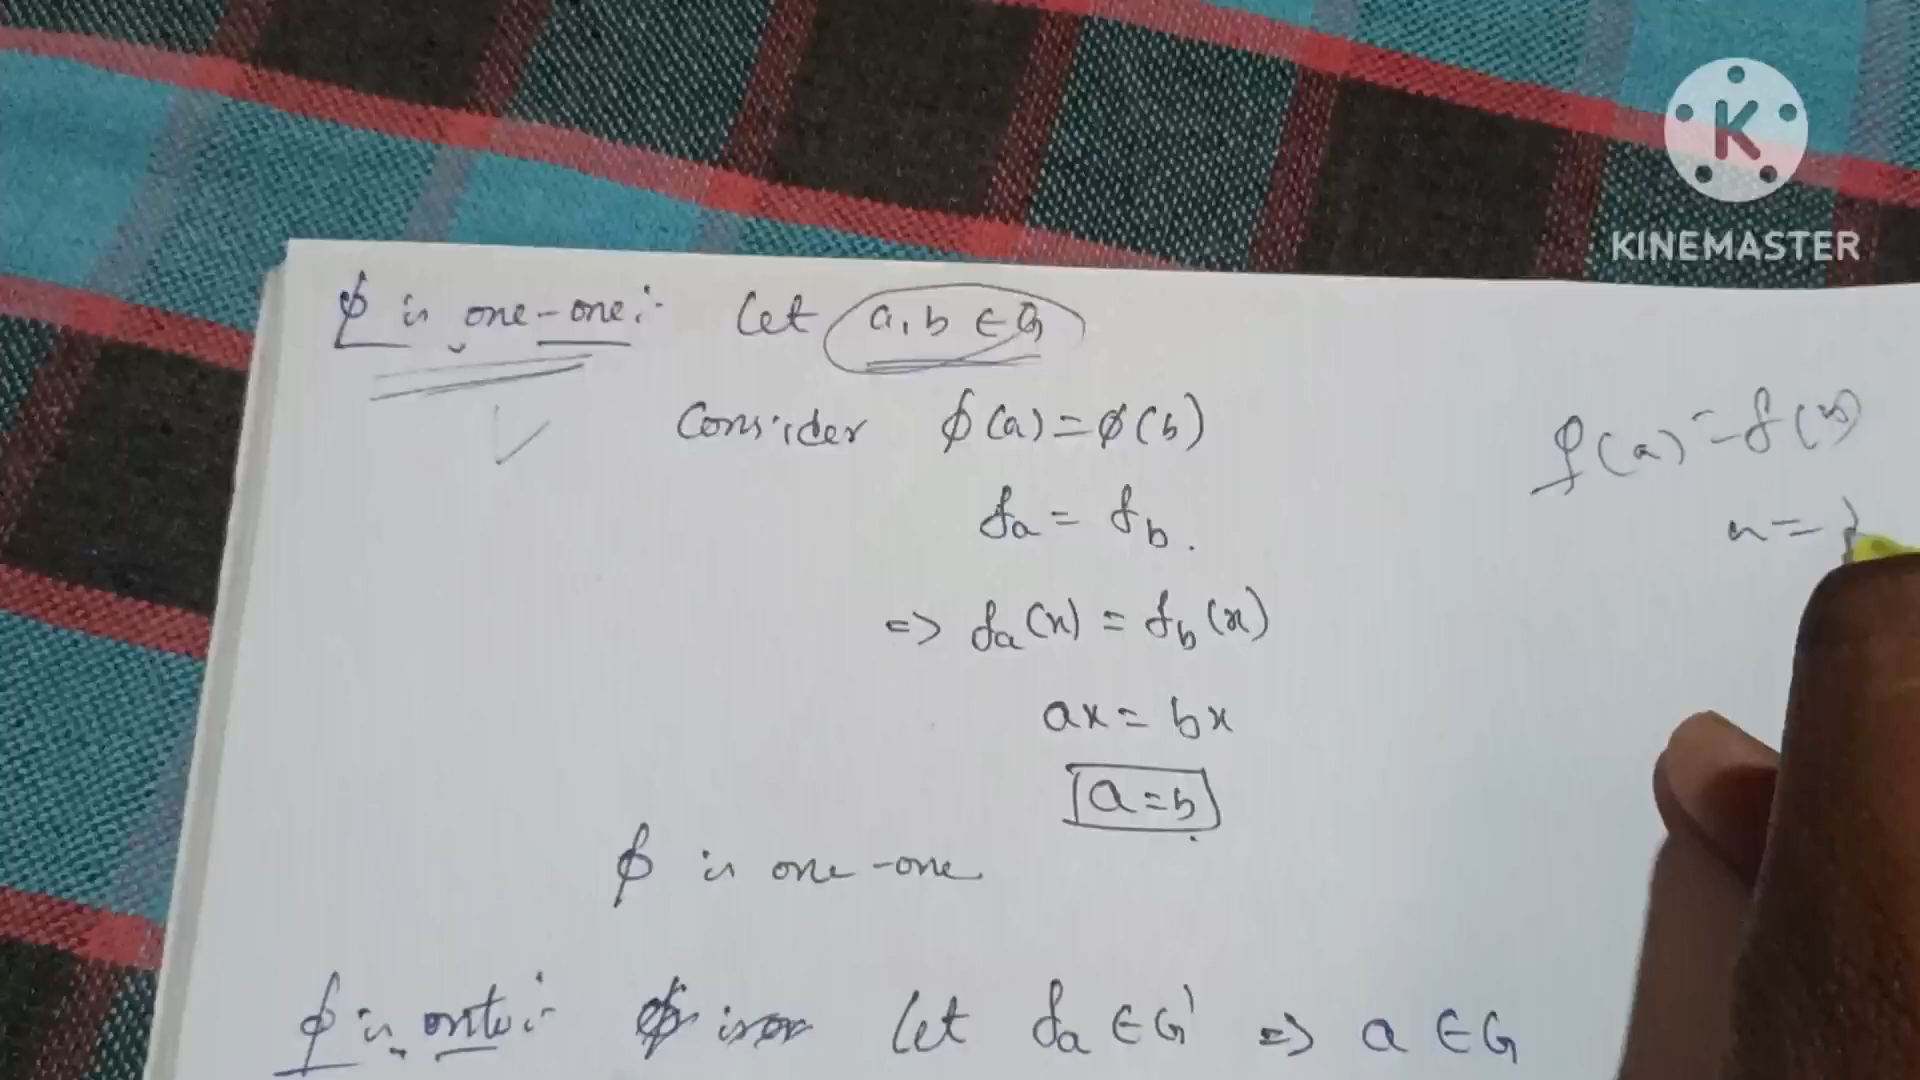 K
KINEMASTER
ϕ is one-one:- Let a, b ∈ G
Consider ϕ(a) = ϕ(b)
fa = fb.
=> fa(x) = fb(x)
ax = bx
a = b
ϕ is one-one
ϕ is onto:- Let fa ∈ G' => a ∈ G
f(a) = f(